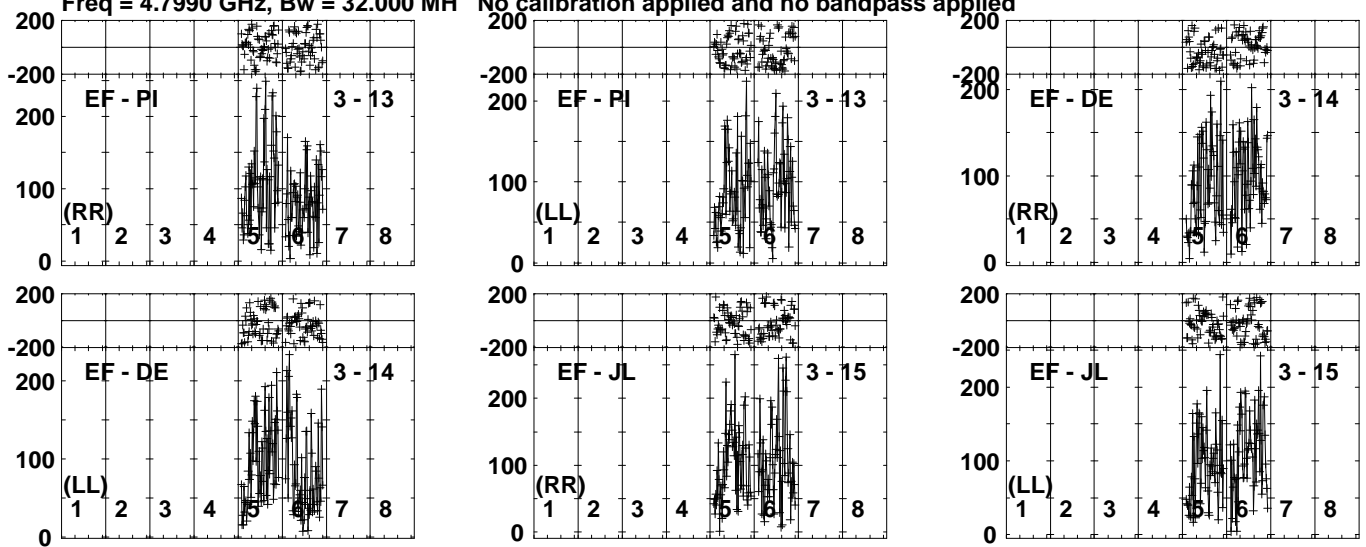 Freq = 4.7990 GHz, Bw = 32.000 MH No calibration applied and no bandpass applied
200
-200
EF - PI 3 - 13
200
100
(RR)
1 2 3 4 5 6 7 8
0
200
-200
EF - PI 3 - 13
200
100
(LL)
1 2 3 4 5 6 7 8
0
200
-200
EF - DE 3 - 14
200
100
(RR)
1 2 3 4 5 6 7 8
0
200
-200
EF - DE 3 - 14
200
100
(LL)
1 2 3 4 5 6 7 8
0
200
-200
EF - JL 3 - 15
200
100
(RR)
1 2 3 4 5 6 7 8
0
200
-200
EF - JL 3 - 15
200
100
(LL)
1 2 3 4 5 6 7 8
0